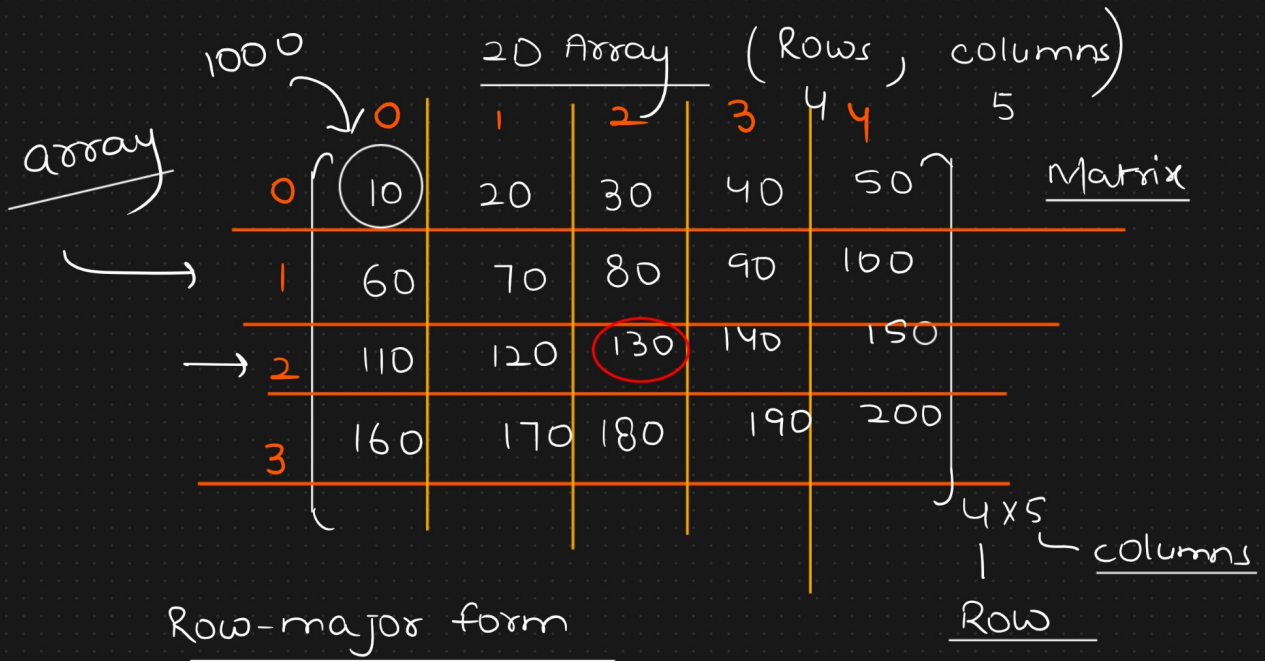 1000
2D Array (Rows, columns)
4 5
0 1 2 3 4
array
Matrix
0 10 20 30 40 50
1 60 70 80 90 100
2 110 120 130 140 150
3 160 170 180 190 200
4x5
columns
Row
Row-major form